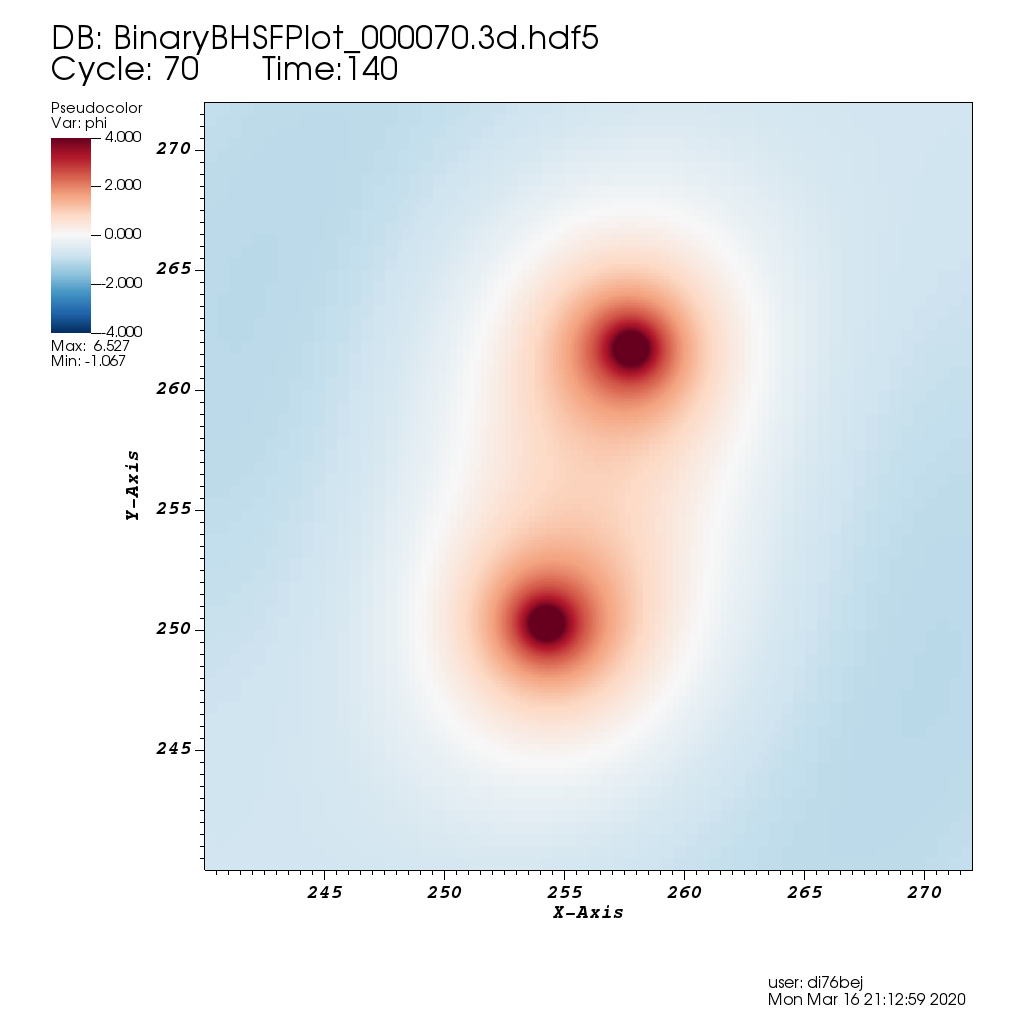 DB: BinaryBHSFPlot_000070.3d.hdf5
Cycle: 70 Time:140
Pseudocolor
Var: phi
4.000
2.000
0.000
-2.000
-4.000
Max: 6.527
Min: -1.067
270
265
260
255
250
245
Y-Axis
245 250 255 260 265 270
X-Axis
user: di76bej
Mon Mar 16 21:12:59 2020